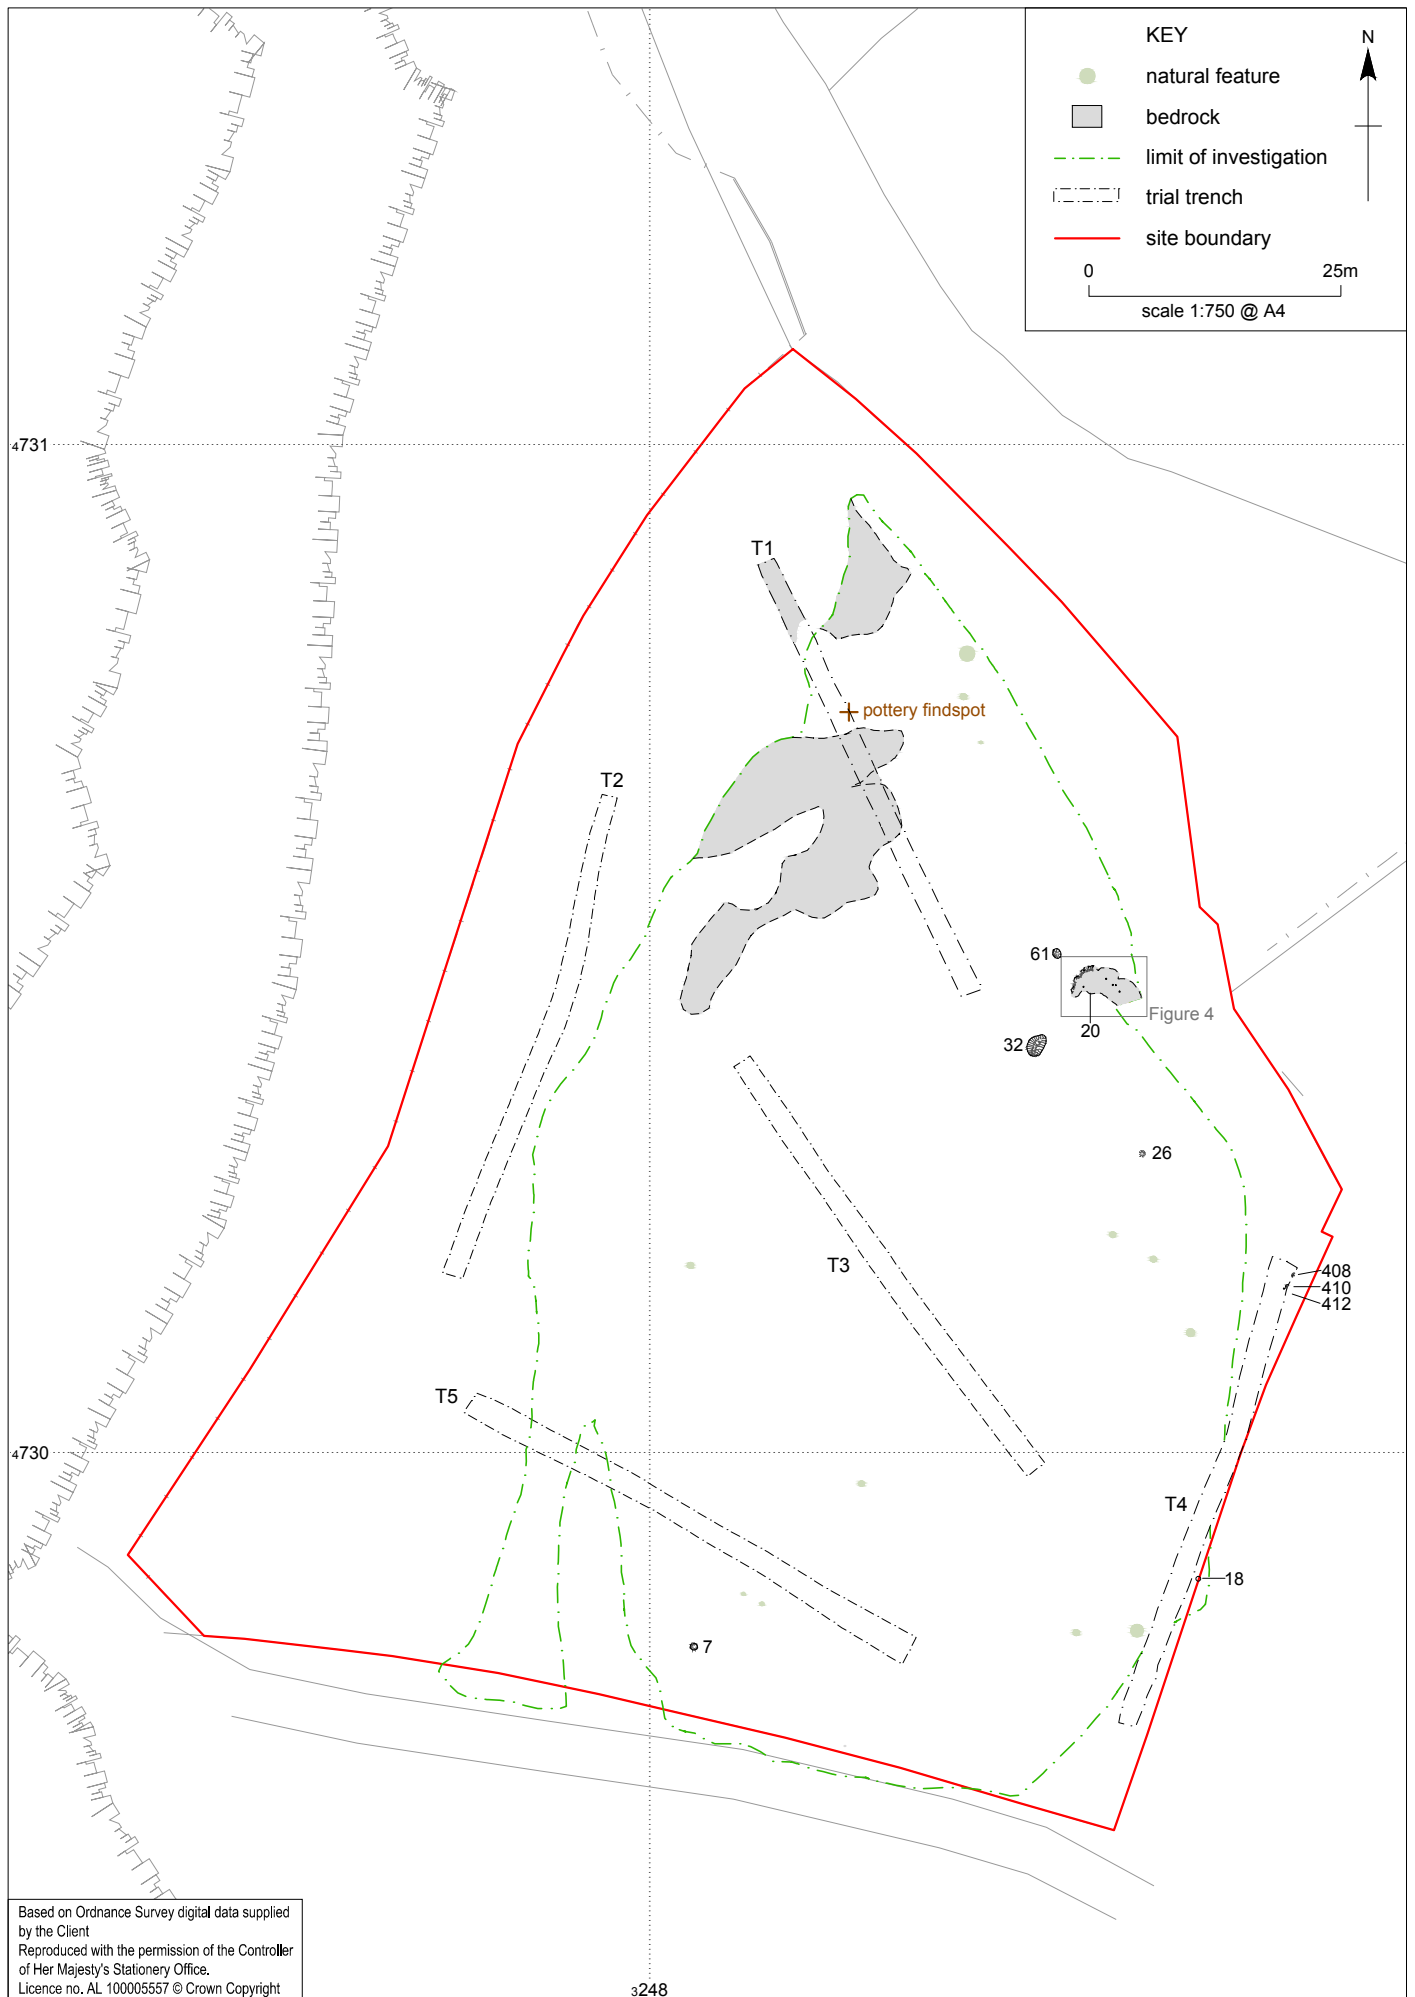 KEY
N
natural feature
bedrock
limit of investigation
trial trench
site boundary
0 25m
scale 1:750 @ A4
4731
T1
pottery findspot
T2
61
Figure 4
20
32
26
T3
408
410
412
T5
4730
T4
18
7
Based on Ordnance Survey digital data supplied
by the Client
Reproduced with the permission of the Controller
of Her Majesty's Stationery Office.
Licence no. AL 100005557 © Crown Copyright
3248